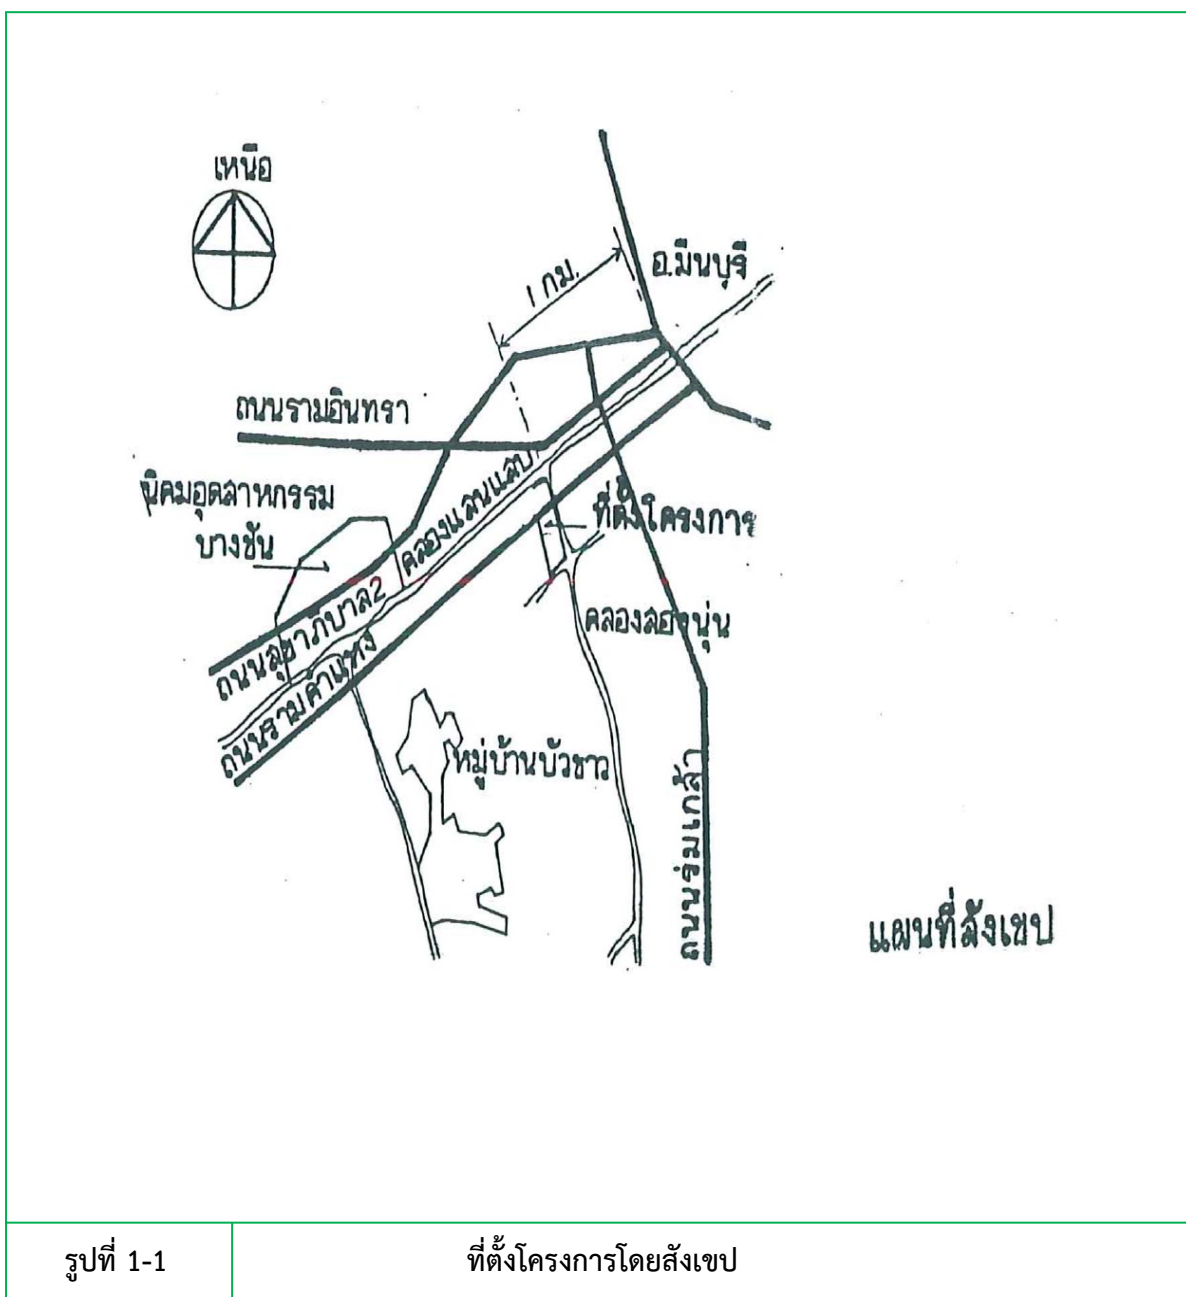 เหนือ
อ.มีนบุรี
1 กม.
ถนนรามอินทรา
นิคมอุตสาหกรรม
บางชัน
คลองแสนแสบ
ที่ตั้งโครงการ
ถนนสุขาภิบาล2
คลองสองนุ่น
ถนนรามคำแหง
หมู่บ้านบัวขาว
ถนนร่มเกล้า
แผนที่สังเขป
รูปที่ 1-1
ที่ตั้งโครงการโดยสังเขป